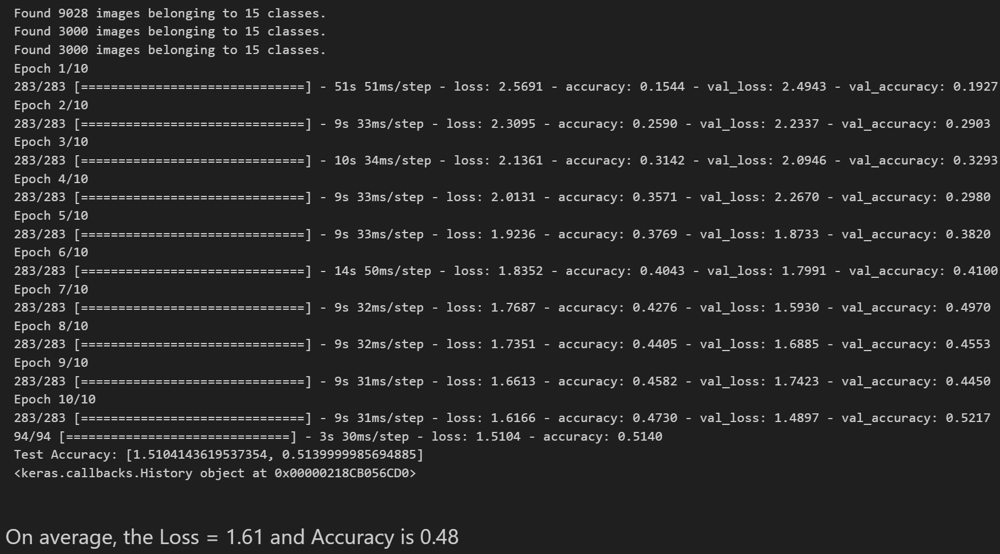 Found 9028 images belonging to 15 classes.
Found 3000 images belonging to 15 classes.
Found 3000 images belonging to 15 classes.
Epoch 1/10
283/283 [==============================] - 51s 51ms/step - loss: 2.5691 - accuracy: 0.1544 - val_loss: 2.4943 - val_accuracy: 0.1927
Epoch 2/10
283/283 [==============================] - 9s 33ms/step - loss: 2.3095 - accuracy: 0.2590 - val_loss: 2.2337 - val_accuracy: 0.2903
Epoch 3/10
283/283 [==============================] - 10s 34ms/step - loss: 2.1361 - accuracy: 0.3142 - val_loss: 2.0946 - val_accuracy: 0.3293
Epoch 4/10
283/283 [==============================] - 9s 33ms/step - loss: 2.0131 - accuracy: 0.3571 - val_loss: 2.2670 - val_accuracy: 0.2980
Epoch 5/10
283/283 [==============================] - 9s 33ms/step - loss: 1.9236 - accuracy: 0.3769 - val_loss: 1.8733 - val_accuracy: 0.3820
Epoch 6/10
283/283 [==============================] - 14s 50ms/step - loss: 1.8352 - accuracy: 0.4043 - val_loss: 1.7991 - val_accuracy: 0.4100
Epoch 7/10
283/283 [==============================] - 9s 32ms/step - loss: 1.7687 - accuracy: 0.4276 - val_loss: 1.5930 - val_accuracy: 0.4970
Epoch 8/10
283/283 [==============================] - 9s 32ms/step - loss: 1.7351 - accuracy: 0.4405 - val_loss: 1.6885 - val_accuracy: 0.4553
Epoch 9/10
283/283 [==============================] - 9s 31ms/step - loss: 1.6613 - accuracy: 0.4582 - val_loss: 1.7423 - val_accuracy: 0.4450
Epoch 10/10
283/283 [==============================] - 9s 31ms/step - loss: 1.6166 - accuracy: 0.4730 - val_loss: 1.4897 - val_accuracy: 0.5217
94/94 [==============================] - 3s 30ms/step - loss: 1.5104 - accuracy: 0.5140
Test Accuracy: [1.5104143619537354, 0.5139999985694885]
<keras.callbacks.History object at 0x00000218CB056CD0>
On average, the Loss = 1.61 and Accuracy is 0.48